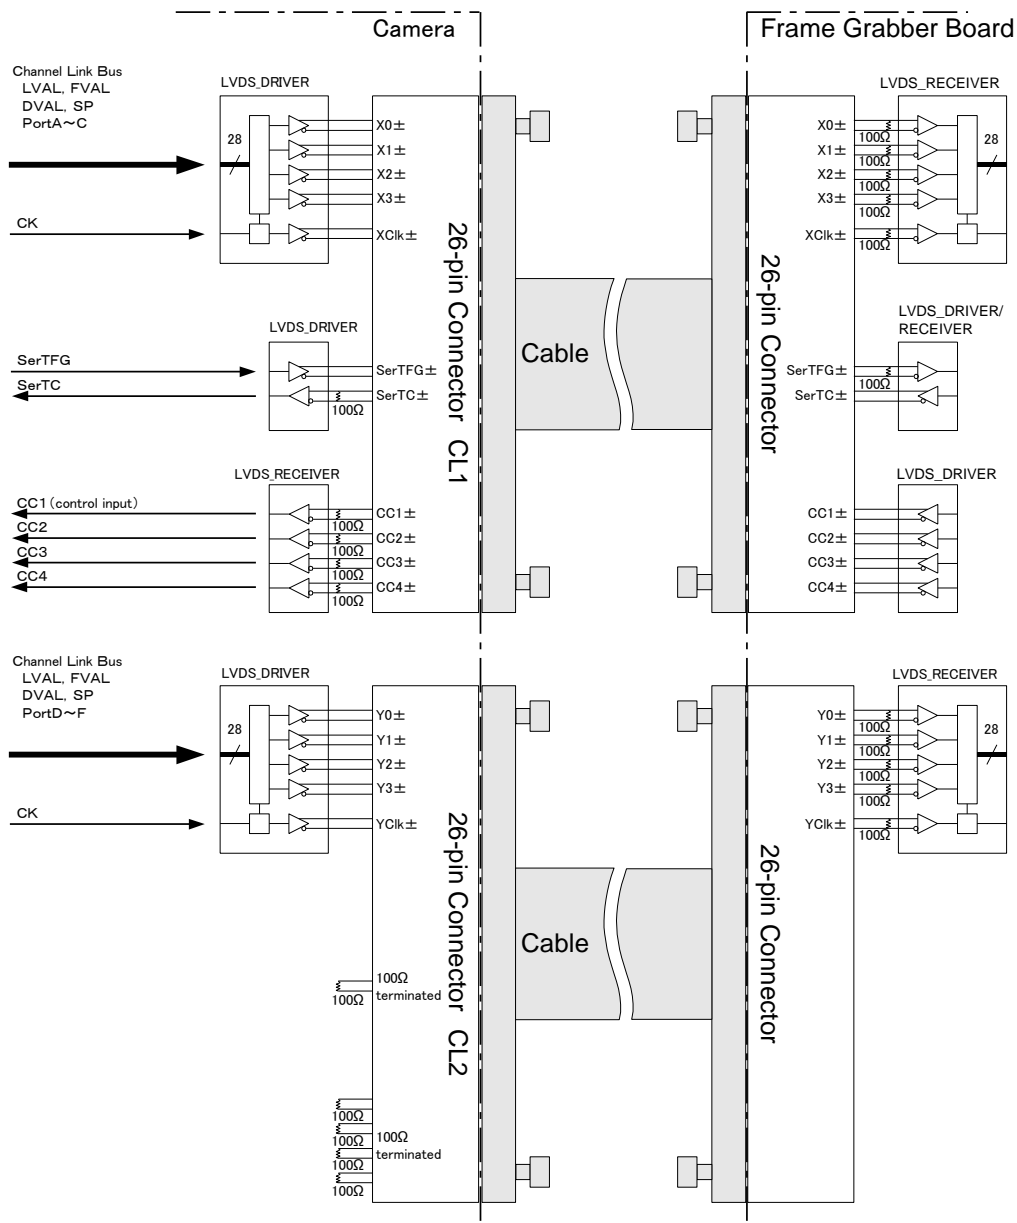 Camera
Frame Grabber Board
Channel Link Bus
LVAL, FVAL
DVAL, SP
PortA~C
LVDS_DRIVER
28
CK
X0±
X1±
X2±
X3±
XClk±
26-pin Connector CL1
Cable
26-pin Connector
X0±
X1±
X2±
X3±
XClk±
100Ω
100Ω
100Ω
100Ω
100Ω
LVDS_RECEIVER
28
LVDS_DRIVER
SerTFG
SerTC
100Ω
SerTFG±
SerTC±
SerTFG±
SerTC±
100Ω
LVDS_DRIVER/
RECEIVER
LVDS_RECEIVER
CC1(control input)
CC2
CC3
CC4
100Ω
100Ω
100Ω
100Ω
CC1±
CC2±
CC3±
CC4±
CC1±
CC2±
CC3±
CC4±
LVDS_DRIVER
Channel Link Bus
LVAL, FVAL
DVAL, SP
PortD~F
LVDS_DRIVER
28
CK
Y0±
Y1±
Y2±
Y3±
YClk±
26-pin Connector CL2
Cable
26-pin Connector
Y0±
Y1±
Y2±
Y3±
YClk±
100Ω
100Ω
100Ω
100Ω
100Ω
LVDS_RECEIVER
28
100Ω
100Ω
terminated
100Ω
100Ω
100Ω
100Ω
100Ω
terminated